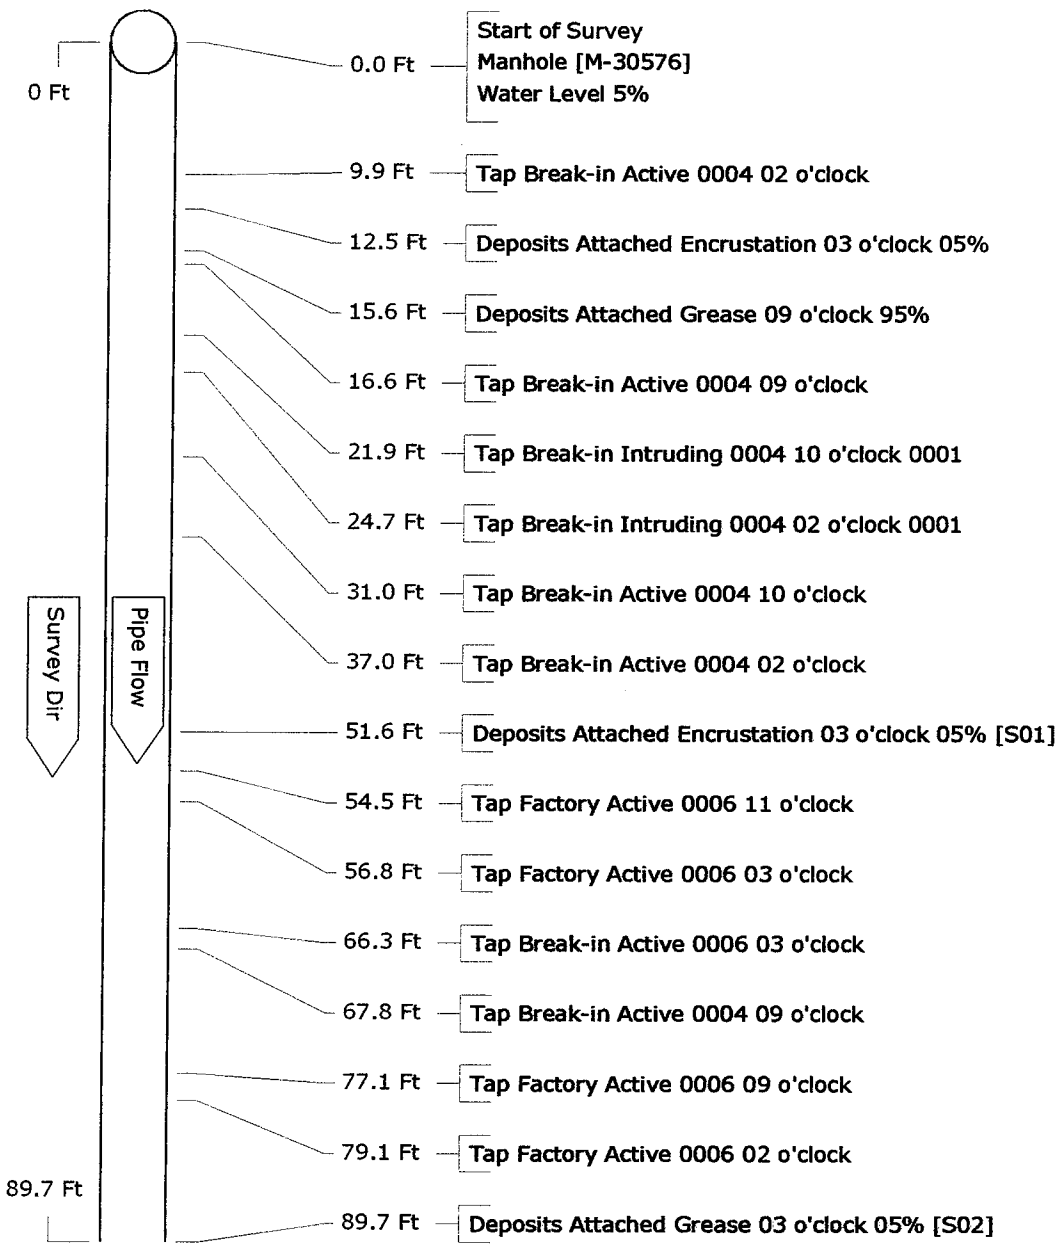 Start of Survey
0.0 Ft Manhole [M-30576]
Water Level 5%
0 Ft
9.9 Ft Tap Break-in Active 0004 02 o'clock
12.5 Ft Deposits Attached Encrustation 03 o'clock 05%
15.6 Ft Deposits Attached Grease 09 o'clock 95%
16.6 Ft Tap Break-in Active 0004 09 o'clock
21.9 Ft Tap Break-in Intruding 0004 10 o'clock 0001
24.7 Ft Tap Break-in Intruding 0004 02 o'clock 0001
31.0 Ft Tap Break-in Active 0004 10 o'clock
37.0 Ft Tap Break-in Active 0004 02 o'clock
Survey Dir
Pipe Flow
51.6 Ft Deposits Attached Encrustation 03 o'clock 05% [S01]
54.5 Ft Tap Factory Active 0006 11 o'clock
56.8 Ft Tap Factory Active 0006 03 o'clock
66.3 Ft Tap Break-in Active 0006 03 o'clock
67.8 Ft Tap Break-in Active 0004 09 o'clock
77.1 Ft Tap Factory Active 0006 09 o'clock
79.1 Ft Tap Factory Active 0006 02 o'clock
89.7 Ft
89.7 Ft Deposits Attached Grease 03 o'clock 05% [S02]